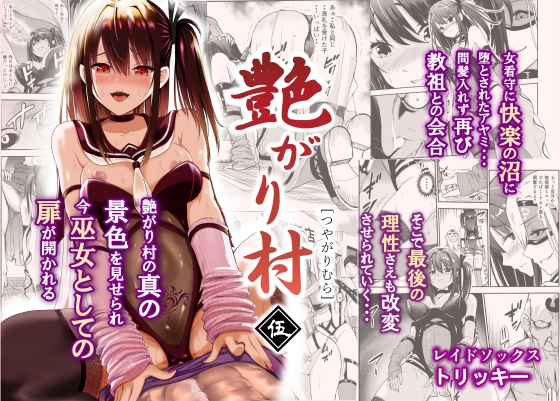 女看守に快楽の沼に
堕とされたアヤミ…
間髪入れず再び
教祖との会合
艶がり村
[つやがりむら]
伍
そこで最後の
理性さえも改変
させられていく…
艶がり村の真の
景色を見せられ
今巫女としての
扉が開かれる
レイドソックス
トリッキー